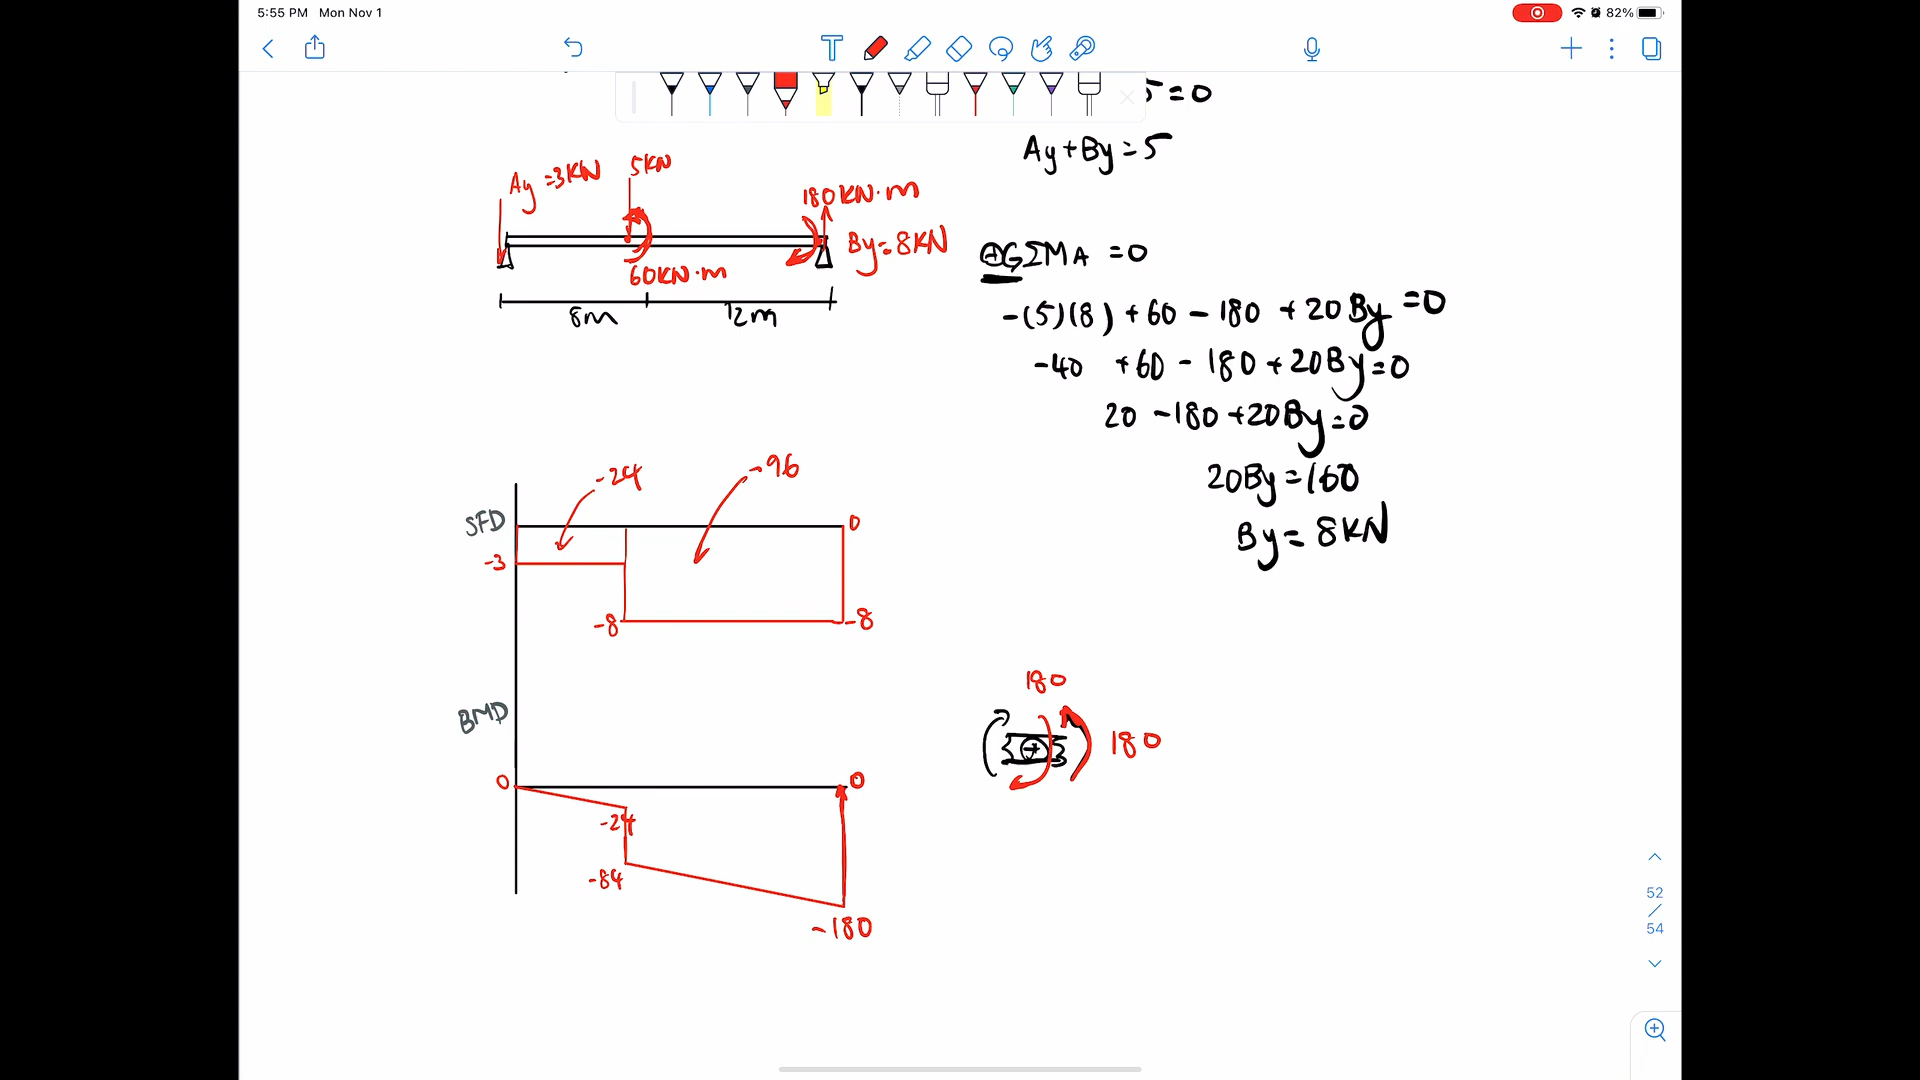 5:55 PM Mon Nov 1
82%
T
5=0
Ay+By=5
Ay=3KN
5KN
180KN·m
By=8KN
60KN·m
8m
12m
+ΣMA=0
-(5)(8)+60-180+20By=0
-40+60-180+20By=0
20-180+20By=0
20By=160
By=8KN
-24
-96
SFD
0
-3
-8
-8
180
180
+
BMD
0
0
-24
-84
-180
52
54